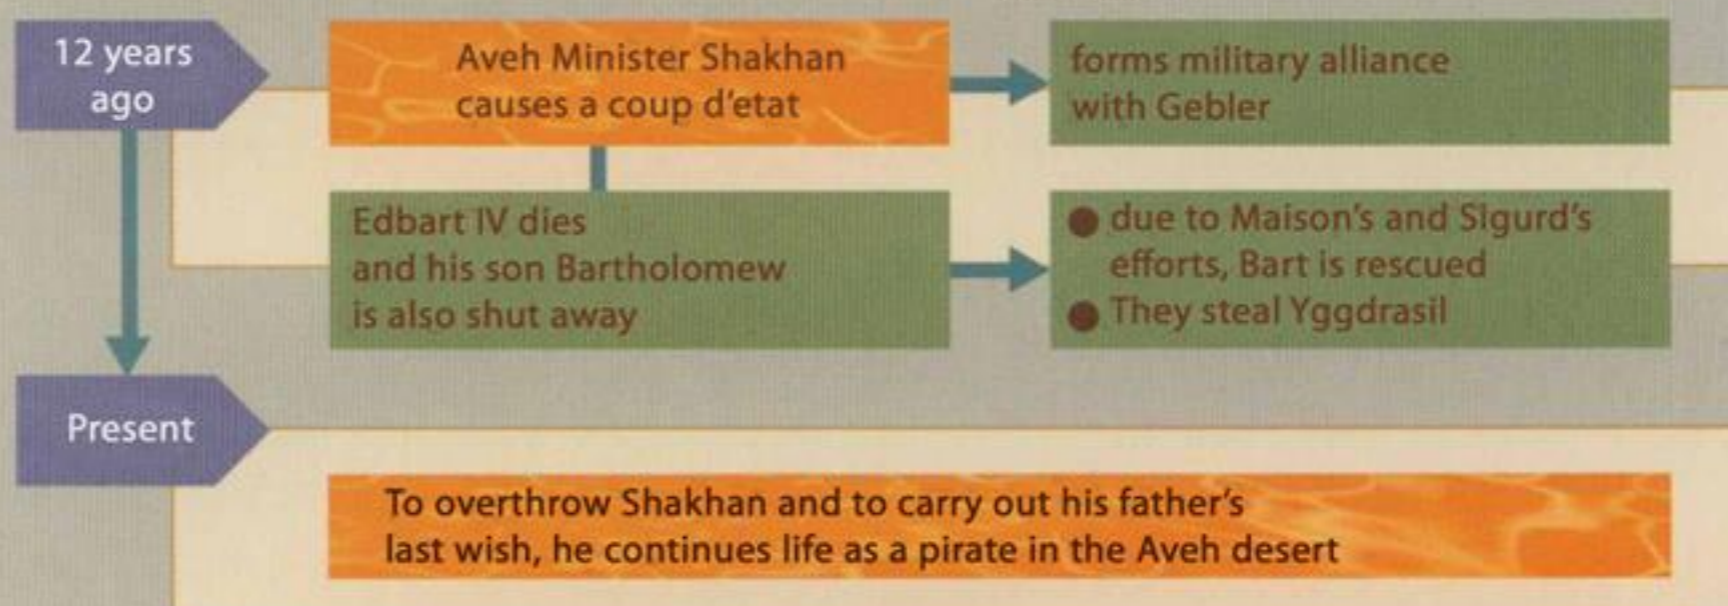 12 years
ago
Aveh Minister Shakhan
causes a coup d'etat
forms military alliance
with Gebler
Edbart IV dies
and his son Bartholomew
is also shut away
● due to Maison's and Sigurd's
efforts, Bart is rescued
● They steal Yggdrasil
Present
To overthrow Shakhan and to carry out his father's
last wish, he continues life as a pirate in the Aveh desert